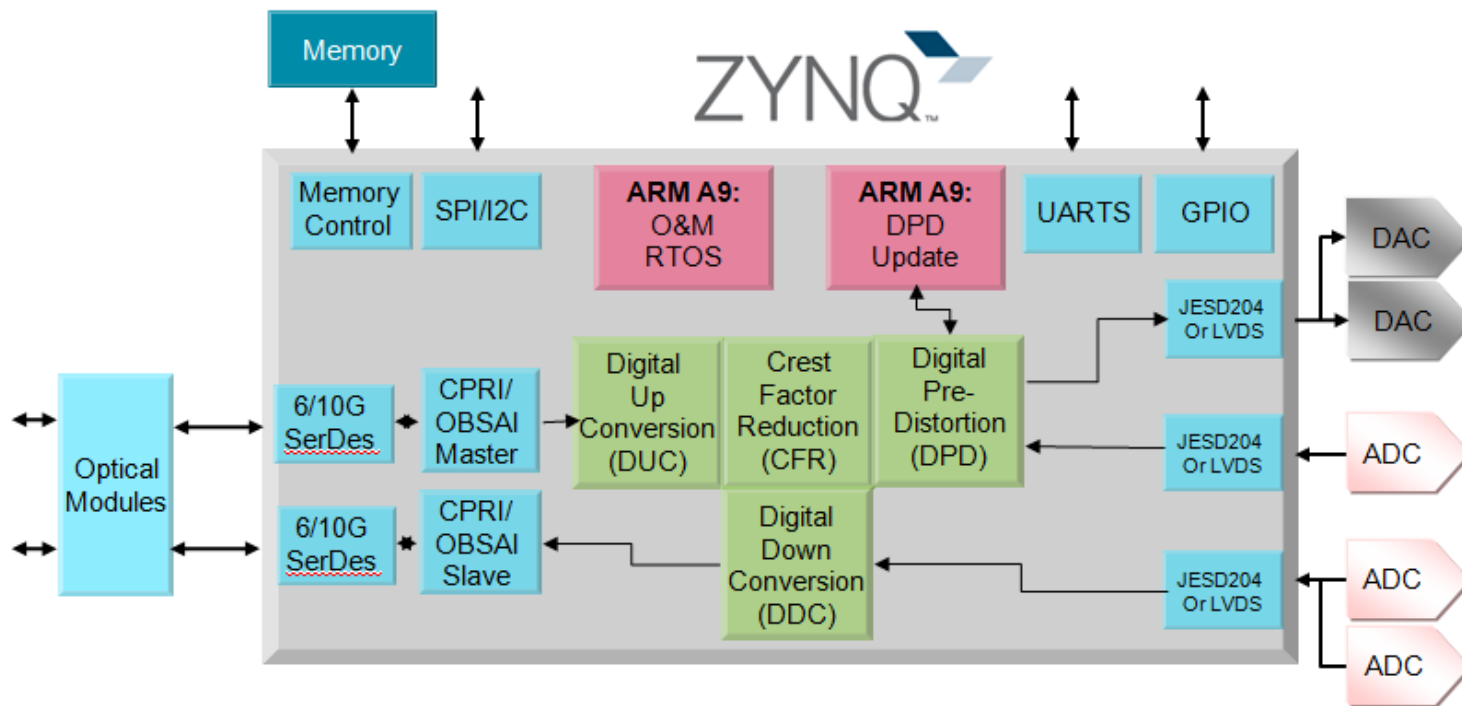 Memory
ZYNQ™
Memory
Control
SPI/I2C
ARM A9:
O&M
RTOS
ARM A9:
DPD
Update
UARTS
GPIO
DAC
DAC
JESD204
Or LVDS
Digital
Up
Conversion
(DUC)
Crest
Factor
Reduction
(CFR)
Digital
Pre-
Distortion
(DPD)
Optical
Modules
6/10G
SerDes
CPRI/
OBSAI
Master
JESD204
Or LVDS
ADC
6/10G
SerDes
CPRI/
OBSAI
Slave
Digital
Down
Conversion
(DDC)
JESD204
Or LVDS
ADC
ADC